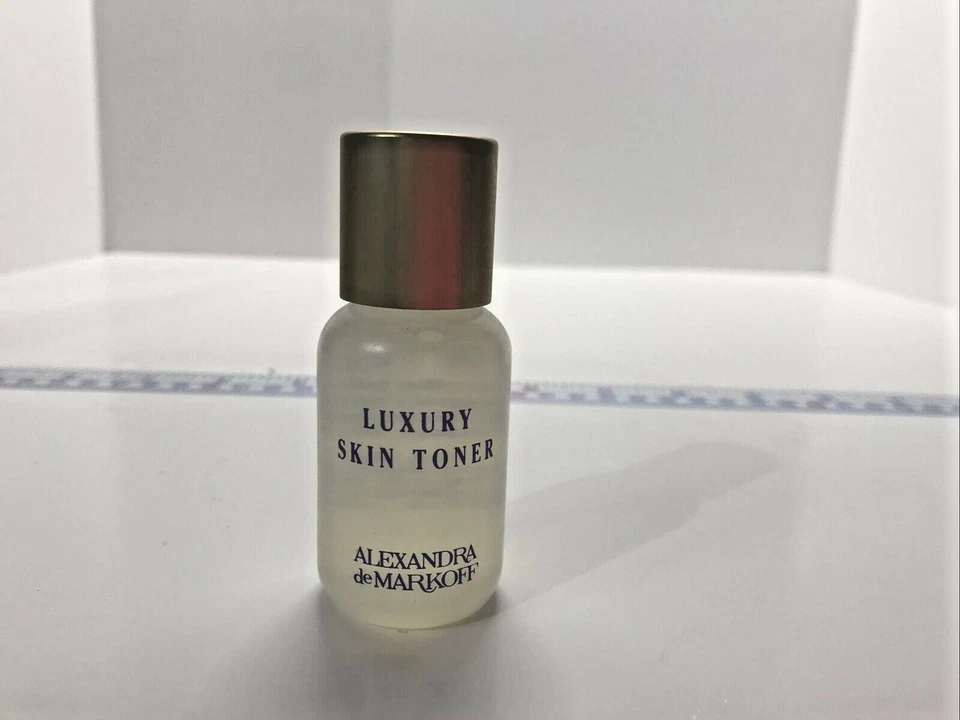 LUXURY
SKIN TONER
ALEXANDRA
de MARKOFF